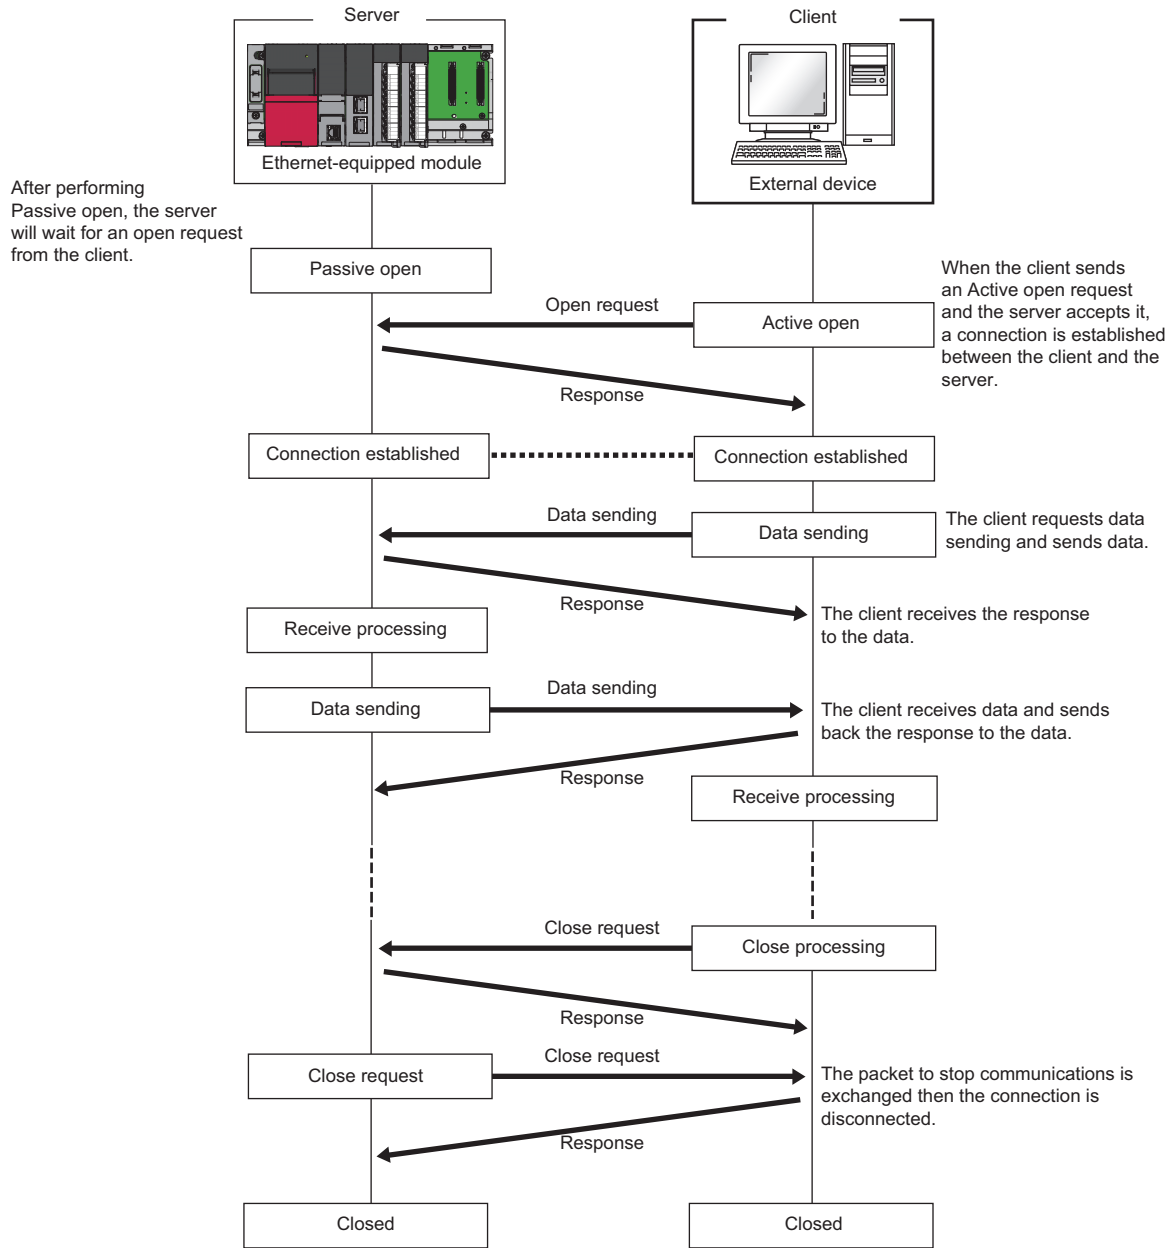 Server
Client
Ethernet-equipped module
External device
After performing
Passive open, the server
will wait for an open request
from the client.
Passive open
When the client sends
an Active open request
and the server accepts it,
a connection is established
between the client and the
server.
Open request
Active open
Response
Connection established
Connection established
Data sending
Data sending
The client requests data
sending and sends data.
Response
The client receives the response
to the data.
Receive processing
Data sending
Data sending
The client receives data and sends
back the response to the data.
Response
Receive processing
Close request
Close processing
Response
Close request
Close request
The packet to stop communications is
exchanged then the connection is
disconnected.
Response
Closed
Closed